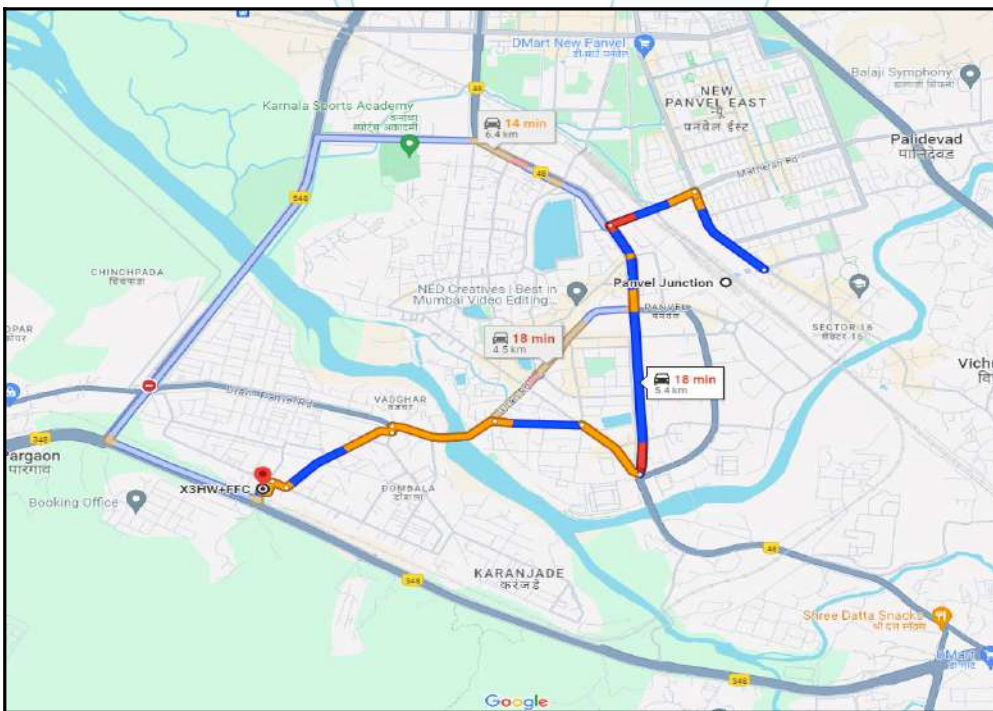 DMart New Panvel
डी-मार्ट पनवेल
Balaji Symphony
NEW
PANVEL EAST
न्यू
पनवेल ईस्ट
48
Karnala Sports Academy
14 min
6.4 km
Palidevad
पालिदेवड
Matheran Rd
48
548
CHINCHPADA
चिंचपाडा
NED Creatives | Best in
Mumbai Video Editing...
Panvel Junction
PANVEL
पनवेल
SECTOR 16
सेक्टर 16
18 min
4.5 km
18 min
5.4 km
VADGHAR
वडघर
348
Pargaon
पारगाव
X3HW+FFC
Booking Office
DOMBALA
KARANJADE
करंजडे
348
48
Shree Datta Snacks
श्री दत्त स्नॅक्स
DMart
348
Google